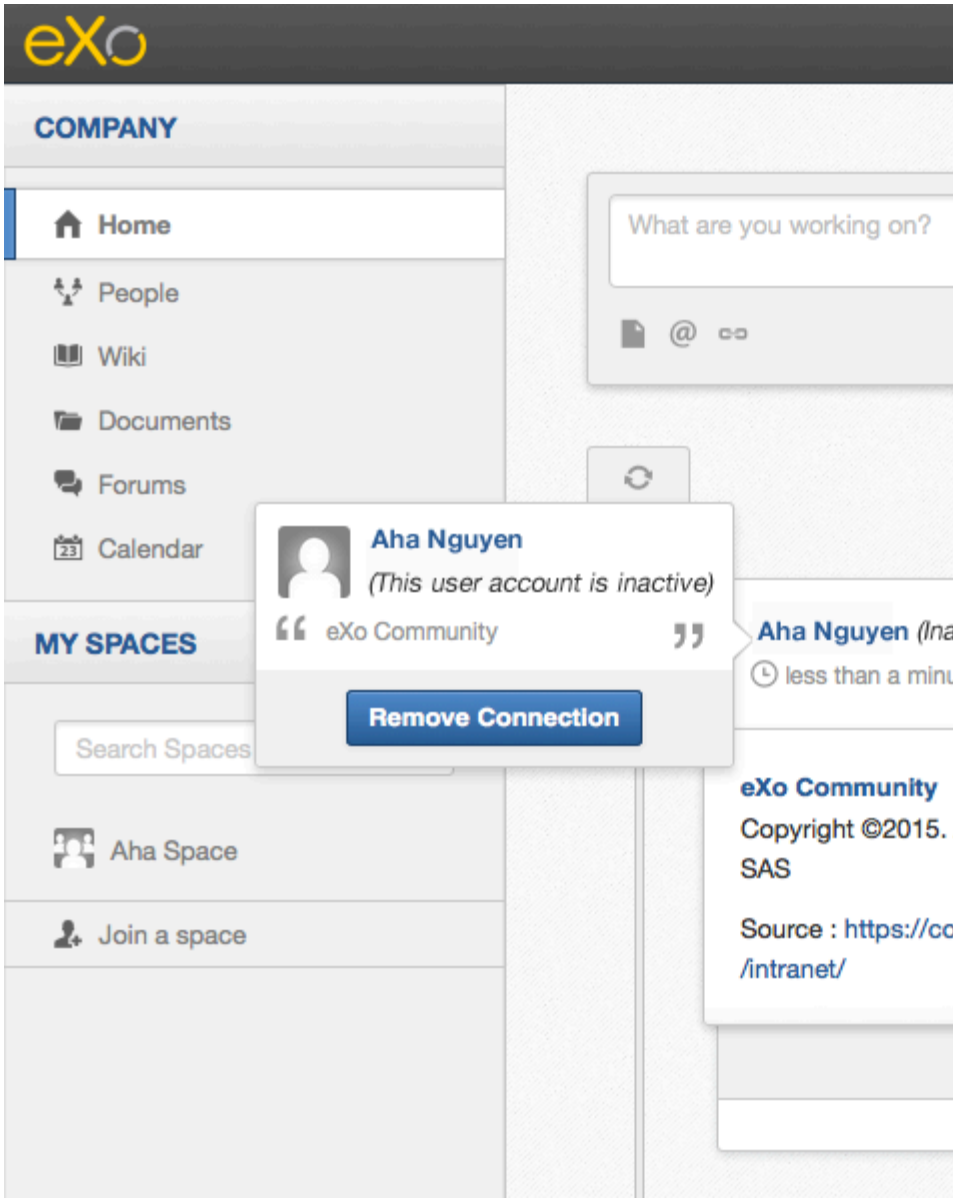 eXo
COMPANY
Home
People
Wiki
Documents
Forums
23 Calendar
MY SPACES
Search Spaces
Aha Space
Join a space
What are you working on?
@
Aha Nguyen
(This user account is inactive)
“ eXo Community ”
Remove Connection
Aha Nguyen (Ina
less than a minu
eXo Community
Copyright ©2015.
SAS
Source : https://co
/intranet/